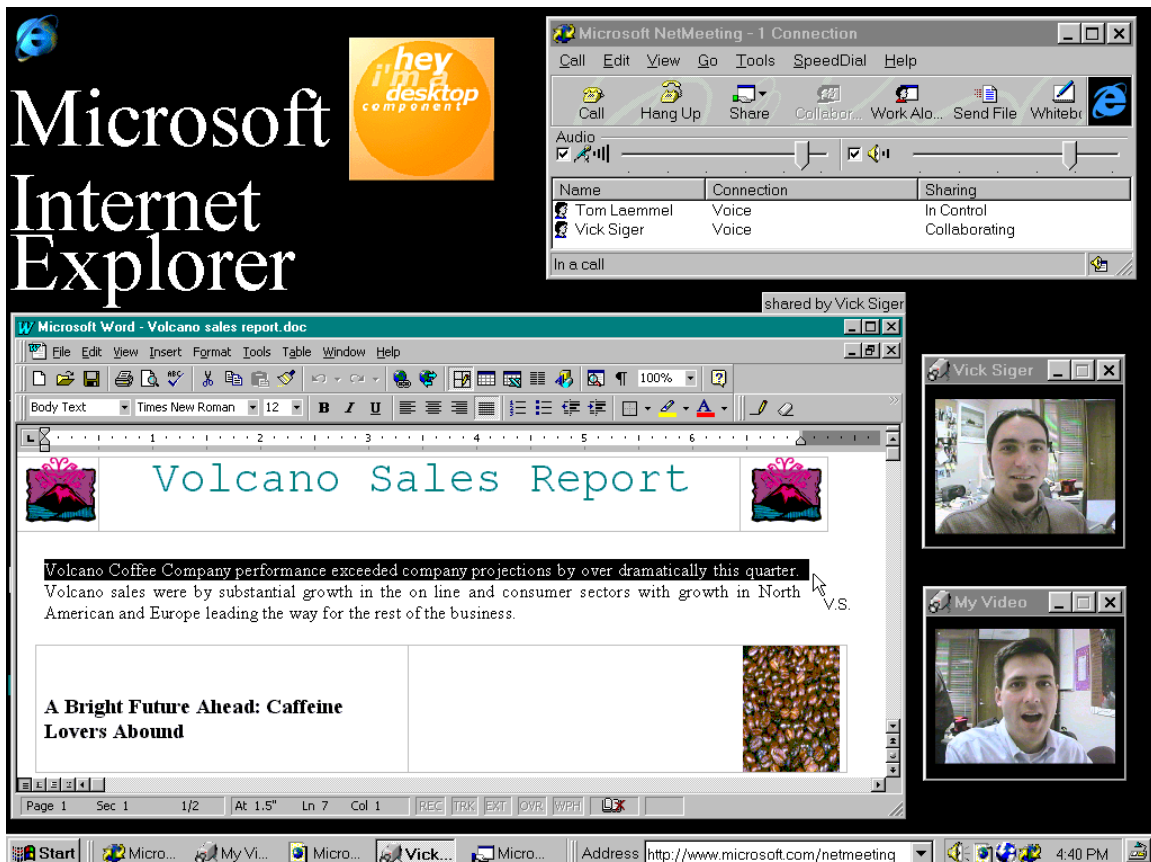 Microsoft
Internet
Explorer
hey
i'm a
desktop
component
Microsoft NetMeeting - 1 Connection
Call Edit View Go Tools SpeedDial Help
Call Hang Up Share Collabor... Work Alo... Send File Whiteb
Audio
Name Connection Sharing
Tom Laemmel Voice In Control
Vick Siger Voice Collaborating
In a call
shared by Vick Siger
Microsoft Word - Volcano sales report.doc
File Edit View Insert Format Tools Table Window Help
ABC 100%
Body Text Times New Roman 12 B I U A
1 2 3 4 5 6
Volcano Sales Report
Volcano Coffee Company performance exceeded company projections by over dramatically this quarter.
Volcano sales were by substantial growth in the on line and consumer sectors with growth in North
American and Europe leading the way for the rest of the business.
V.S.
A Bright Future Ahead: Caffeine
Lovers Abound
Page 1 Sec 1 1/2 At 1.5" Ln 7 Col 1 REC TRK EXT OVR WPH
Vick Siger
My Video
Start Micro... My Vi... Micro... Vick... Micro... Address http://www.microsoft.com/netmeeting 4:40 PM